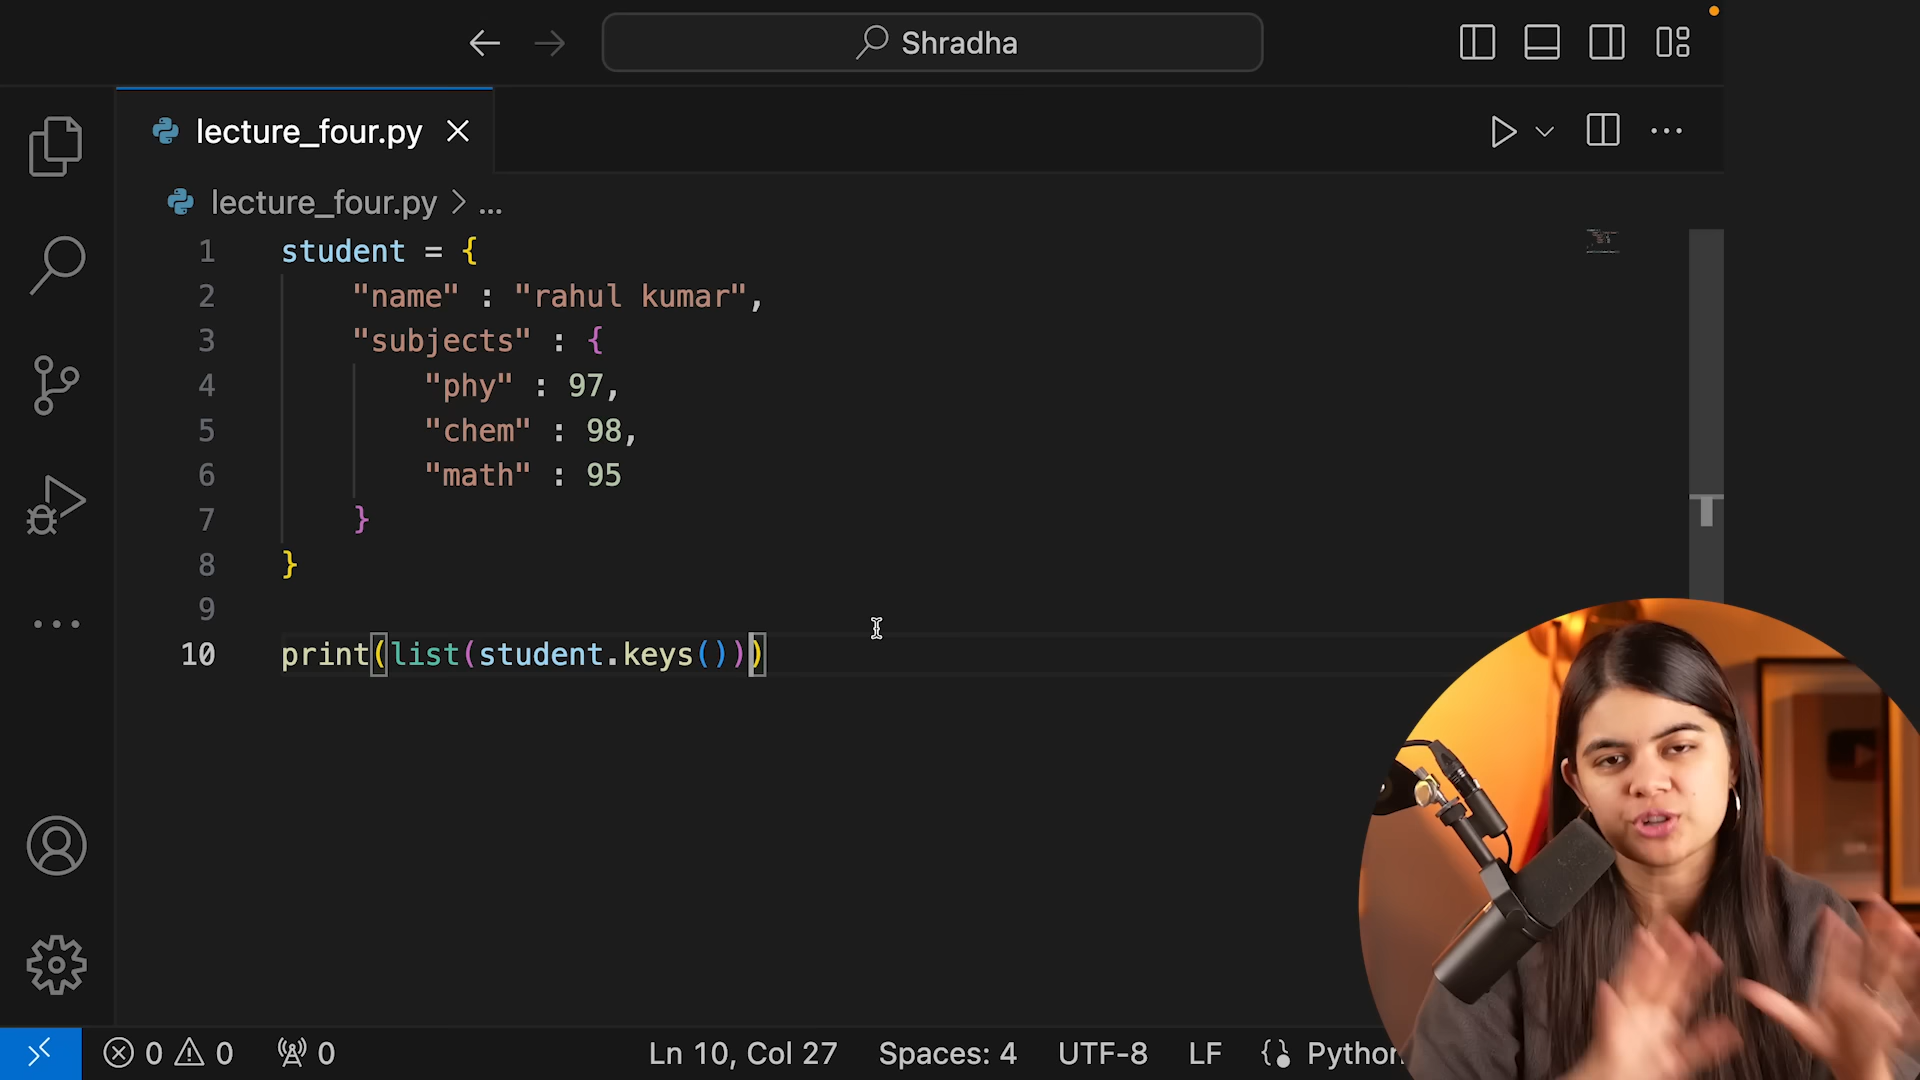 Shradha
lecture_four.py
lecture_four.py > ...
1 student = {
2 "name" : "rahul kumar",
3 "subjects" : {
4 "phy" : 97,
5 "chem" : 98,
6 "math" : 95
7 }
8 }
9
10 print(list(student.keys()))
0 0 0 Ln 10, Col 27 Spaces: 4 UTF-8 LF Python